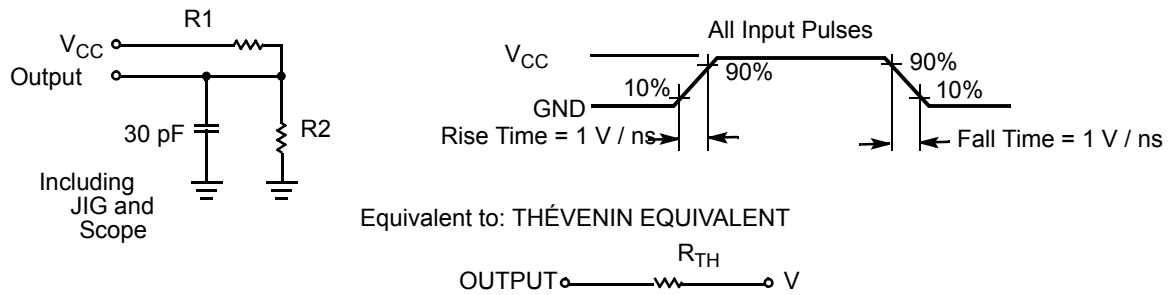 R1
V_CC
Output
30 pF
R2
Including
JIG and
Scope
All Input Pulses
V_CC
90%
90%
10%
10%
GND
Rise Time = 1 V / ns
Fall Time = 1 V / ns
Equivalent to: THÉVENIN EQUIVALENT
R_TH
OUTPUT
V